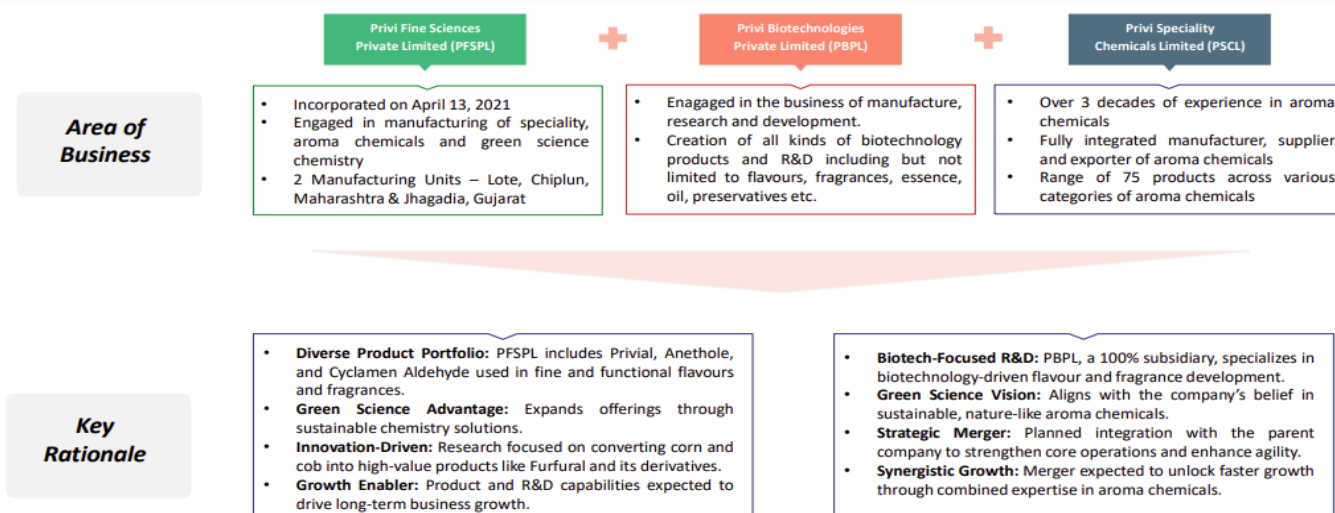 Privi Fine Sciences
Private Limited (PFSPL)
Privi Biotechnologies
Private Limited (PBPL)
Privi Speciality
Chemicals Limited (PSCL)
Area of
Business
• Incorporated on April 13, 2021
• Engaged in manufacturing of speciality,
aroma chemicals and green science
chemistry
• 2 Manufacturing Units – Lote, Chiplun,
Maharashtra & Jhagadia, Gujarat
• Enagaged in the business of manufacture,
research and development.
• Creation of all kinds of biotechnology
products and R&D including but not
limited to flavours, fragrances, essence,
oil, preservatives etc.
• Over 3 decades of experience in aroma
chemicals
• Fully integrated manufacturer, supplier
and exporter of aroma chemicals
• Range of 75 products across various
categories of aroma chemicals
Key
Rationale
• Diverse Product Portfolio: PFSPL includes Privial, Anethole,
and Cyclamen Aldehyde used in fine and functional flavours
and fragrances.
• Green Science Advantage: Expands offerings through
sustainable chemistry solutions.
• Innovation-Driven: Research focused on converting corn and
cob into high-value products like Furfural and its derivatives.
• Growth Enabler: Product and R&D capabilities expected to
drive long-term business growth.
• Biotech-Focused R&D: PBPL, a 100% subsidiary, specializes in
biotechnology-driven flavour and fragrance development.
• Green Science Vision: Aligns with the company's belief in
sustainable, nature-like aroma chemicals.
• Strategic Merger: Planned integration with the parent
company to strengthen core operations and enhance agility.
• Synergistic Growth: Merger expected to unlock faster growth
through combined expertise in aroma chemicals.